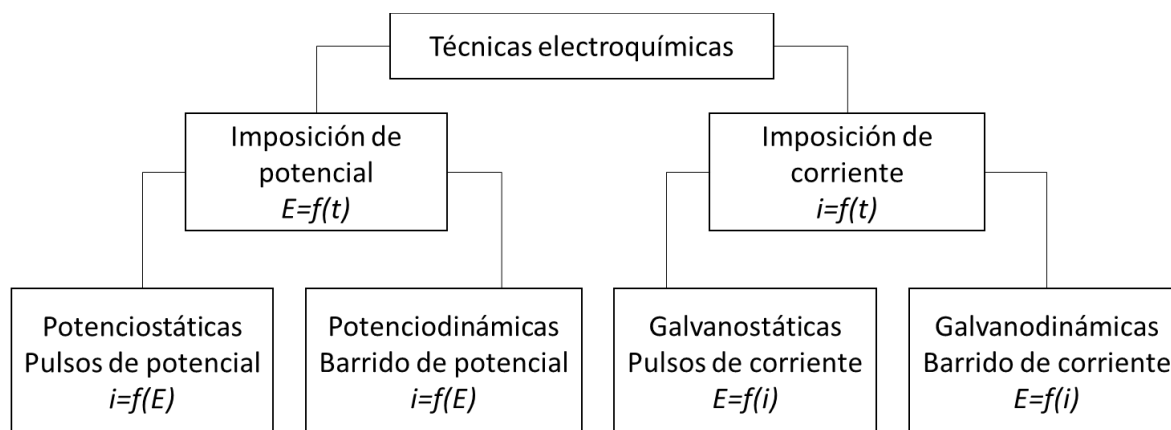 Técnicas electroquímicas
Imposición de
potencial
E=f(t)
Imposición de
corriente
i=f(t)
Potenciostáticas
Pulsos de potencial
i=f(E)
Potenciodinámicas
Barrido de potencial
i=f(E)
Galvanostáticas
Pulsos de corriente
E=f(i)
Galvanodinámicas
Barrido de corriente
E=f(i)